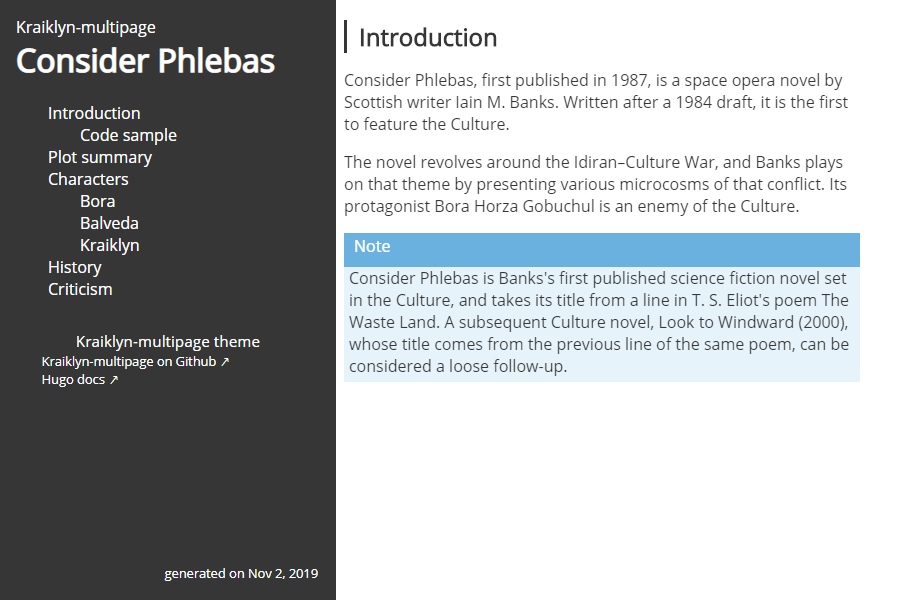 Kraiklyn-multipage
Consider Phlebas
Introduction
Code sample
Plot summary
Characters
Bora
Balveda
Kraiklyn
History
Criticism
Kraiklyn-multipage theme
Kraiklyn-multipage on Github ↗
Hugo docs ↗
generated on Nov 2, 2019
Introduction
Consider Phlebas, first published in 1987, is a space opera novel by
Scottish writer Iain M. Banks. Written after a 1984 draft, it is the first
to feature the Culture.
The novel revolves around the Idiran–Culture War, and Banks plays
on that theme by presenting various microcosms of that conflict. Its
protagonist Bora Horza Gobuchul is an enemy of the Culture.
Note
Consider Phlebas is Banks's first published science fiction novel set
in the Culture, and takes its title from a line in T. S. Eliot's poem The
Waste Land. A subsequent Culture novel, Look to Windward (2000),
whose title comes from the previous line of the same poem, can be
considered a loose follow-up.